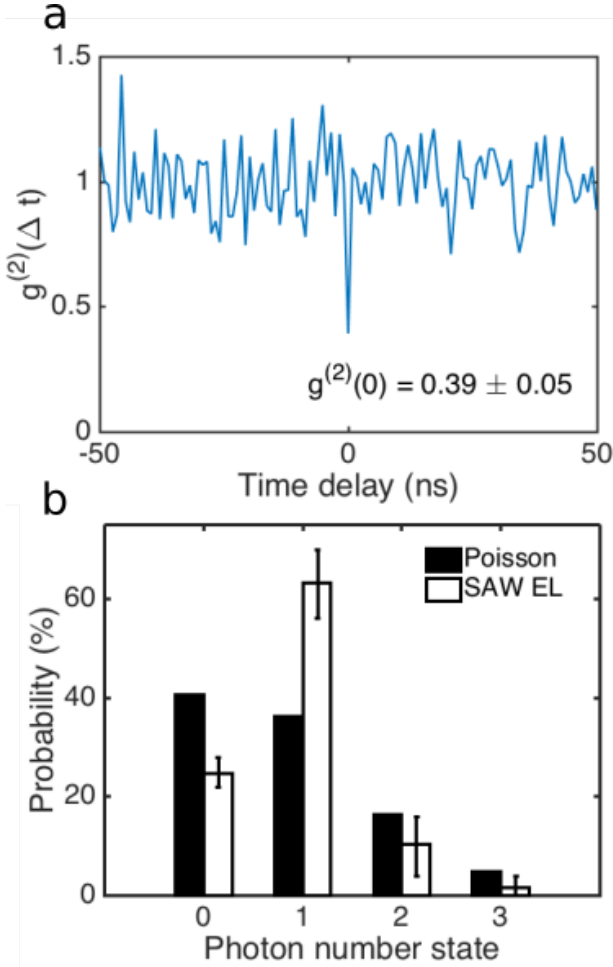 a
1.5
1
0.5
0
g(2)(Δ t)
g(2)(0) = 0.39 ± 0.05
-50
0
50
Time delay (ns)
b
Poisson
SAW EL
60
40
20
0
Probability (%)
0
1
2
3
Photon number state